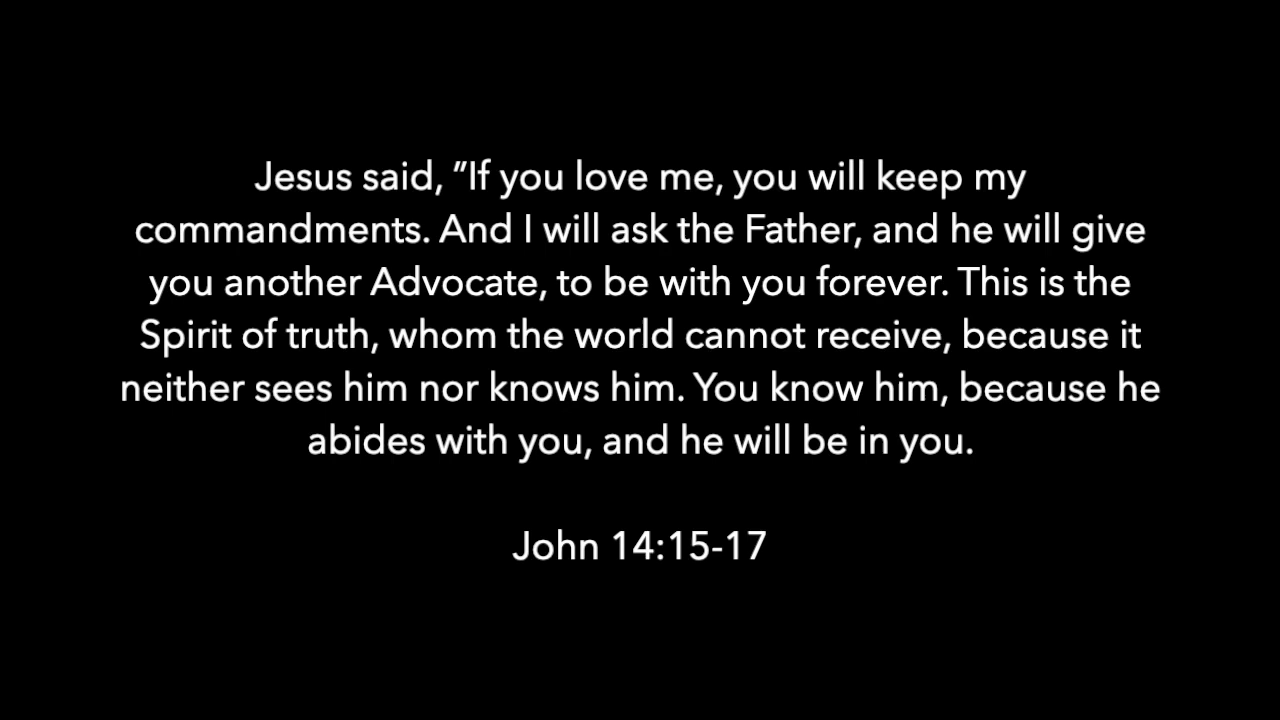 Jesus said, ”If you love me, you will keep my
commandments. And I will ask the Father, and he will give
you another Advocate, to be with you forever. This is the
Spirit of truth, whom the world cannot receive, because it
neither sees him nor knows him. You know him, because he
abides with you, and he will be in you.
John 14:15-17